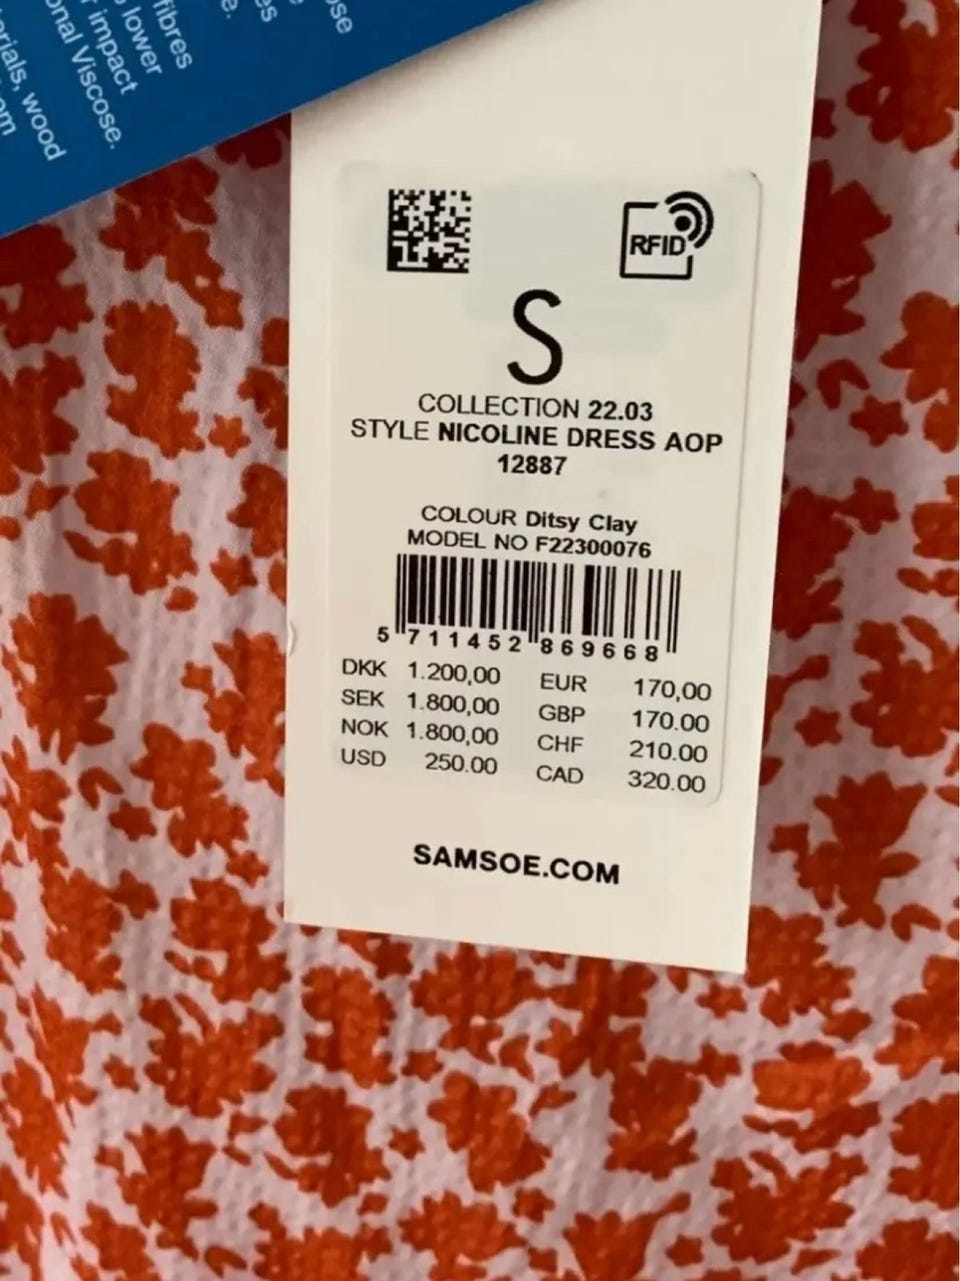 fibres
lower
impact
onal Viscose.
wood
RFID
S
COLLECTION 22.03
STYLE NICOLINE DRESS AOP
12887
COLOUR Ditsy Clay
MODEL NO F22300076
5 711452 869668
DKK 1.200,00 EUR 170,00
SEK 1.800,00 GBP 170.00
NOK 1.800,00 CHF 210.00
USD 250.00 CAD 320.00
SAMSOE.COM